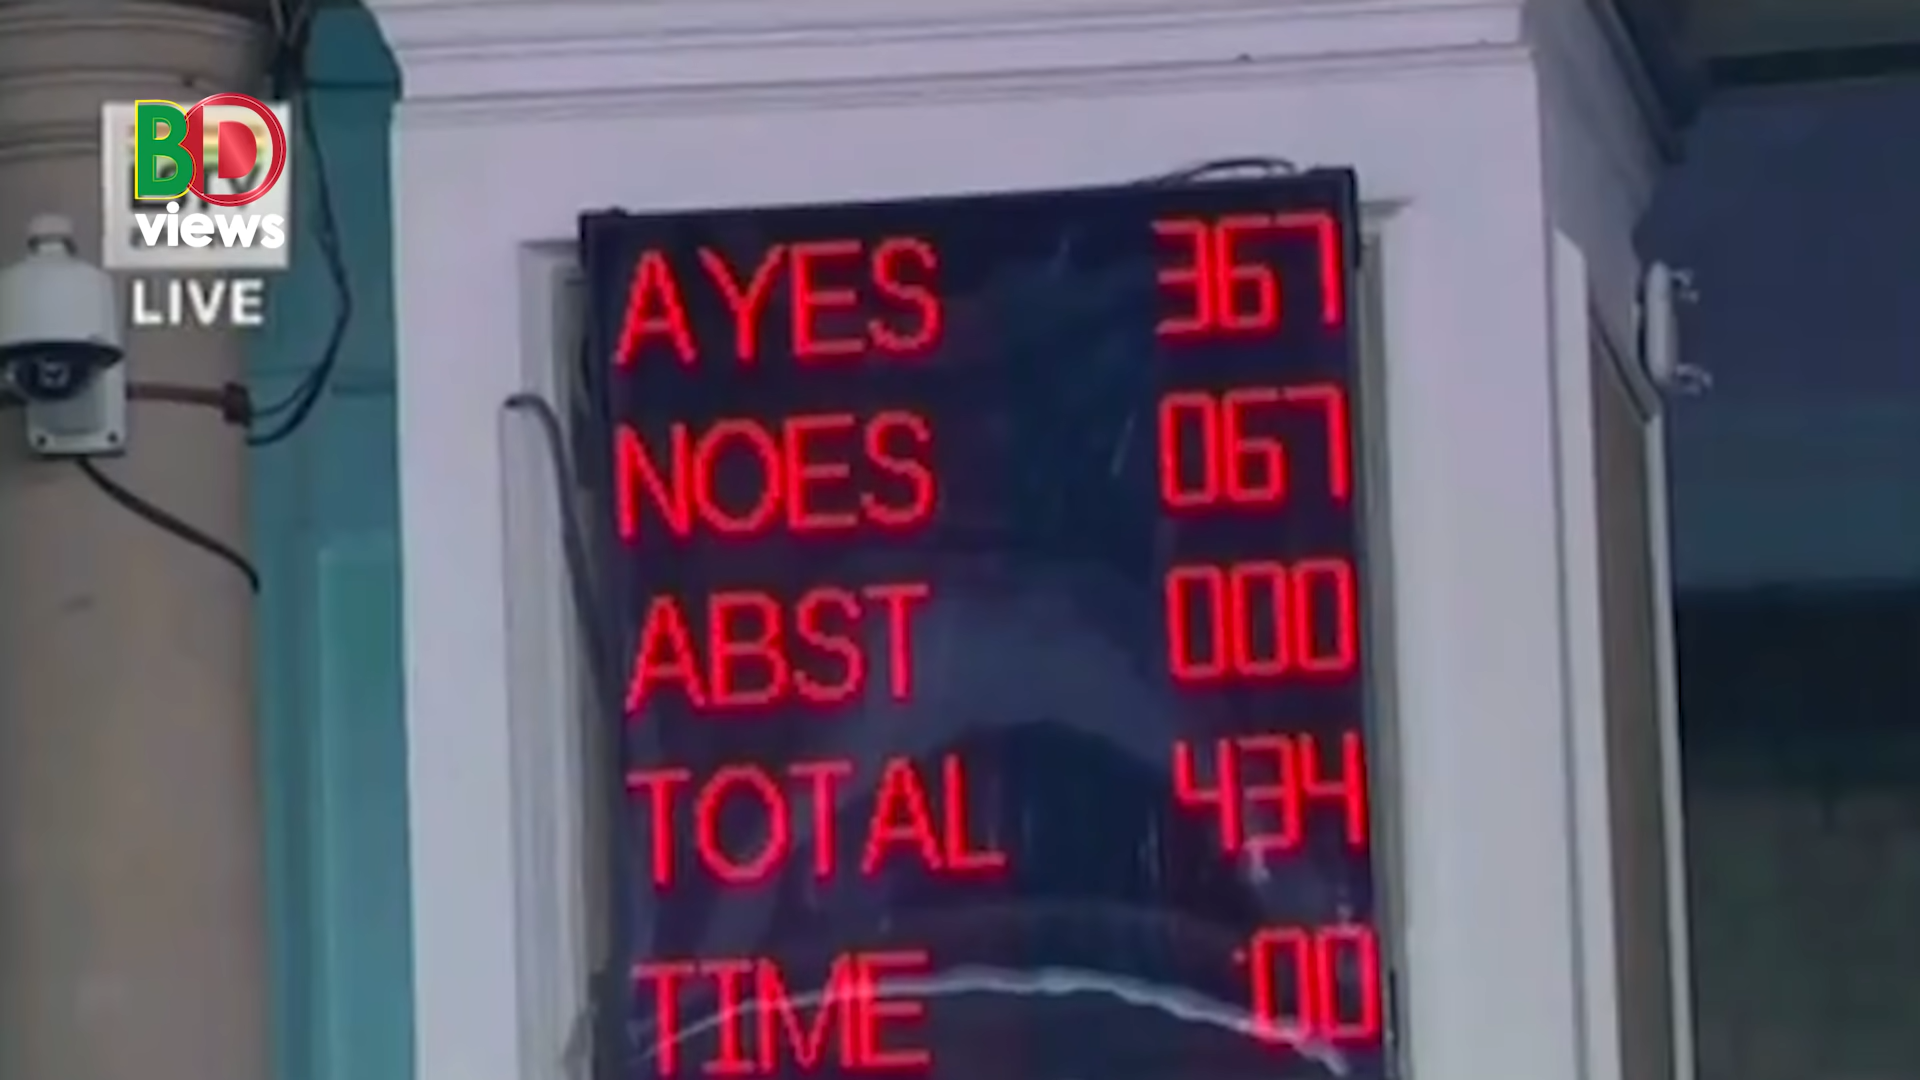 BD
views
LIVE
AYES 367
NOES 067
ABST 000
TOTAL 434
TIME :00